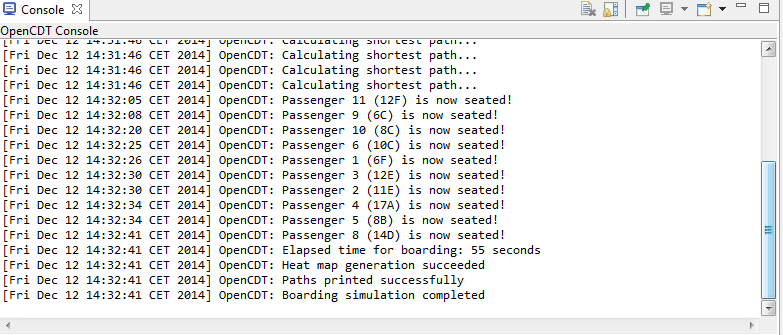 Console
OpenCDT Console
[Fri Dec 12 14:31:46 CET 2014] OpenCDT: Calculating shortest path...
[Fri Dec 12 14:31:46 CET 2014] OpenCDT: Calculating shortest path...
[Fri Dec 12 14:31:46 CET 2014] OpenCDT: Calculating shortest path...
[Fri Dec 12 14:31:46 CET 2014] OpenCDT: Calculating shortest path...
[Fri Dec 12 14:32:05 CET 2014] OpenCDT: Passenger 11 (12F) is now seated!
[Fri Dec 12 14:32:08 CET 2014] OpenCDT: Passenger 9 (6C) is now seated!
[Fri Dec 12 14:32:20 CET 2014] OpenCDT: Passenger 10 (8C) is now seated!
[Fri Dec 12 14:32:25 CET 2014] OpenCDT: Passenger 6 (10C) is now seated!
[Fri Dec 12 14:32:26 CET 2014] OpenCDT: Passenger 1 (6F) is now seated!
[Fri Dec 12 14:32:30 CET 2014] OpenCDT: Passenger 3 (12E) is now seated!
[Fri Dec 12 14:32:30 CET 2014] OpenCDT: Passenger 2 (11E) is now seated!
[Fri Dec 12 14:32:34 CET 2014] OpenCDT: Passenger 4 (17A) is now seated!
[Fri Dec 12 14:32:34 CET 2014] OpenCDT: Passenger 5 (8B) is now seated!
[Fri Dec 12 14:32:41 CET 2014] OpenCDT: Passenger 8 (14D) is now seated!
[Fri Dec 12 14:32:41 CET 2014] OpenCDT: Elapsed time for boarding: 55 seconds
[Fri Dec 12 14:32:41 CET 2014] OpenCDT: Heat map generation succeeded
[Fri Dec 12 14:32:41 CET 2014] OpenCDT: Paths printed successfully
[Fri Dec 12 14:32:41 CET 2014] OpenCDT: Boarding simulation completed